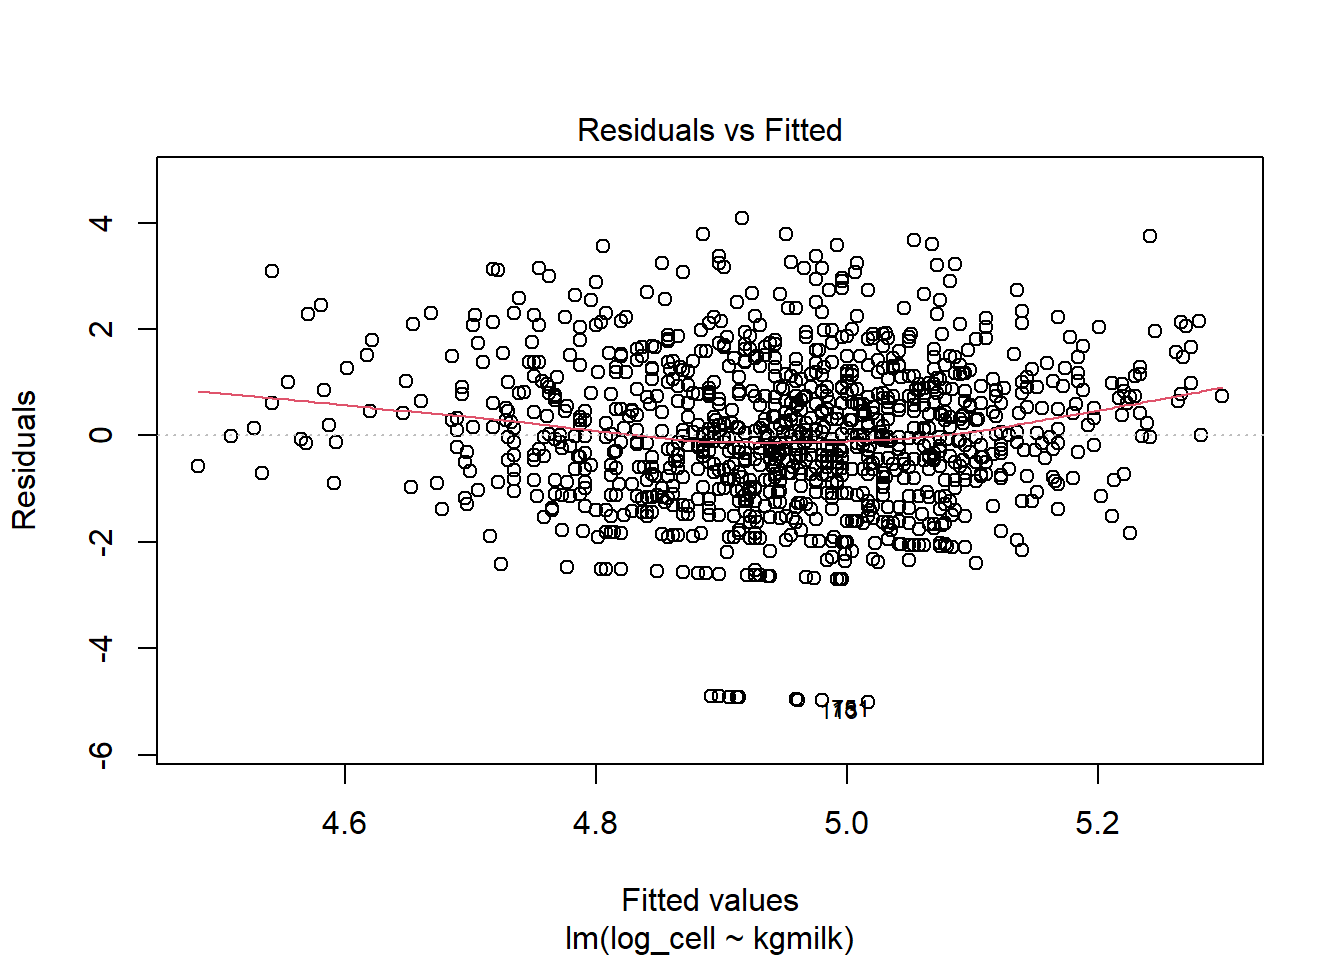 Residuals vs Fitted
Residuals
4
2
0
-2
-4
-6
4.6
4.8
5.0
5.2
Fitted values
lm(log_cell ~ kgmilk)